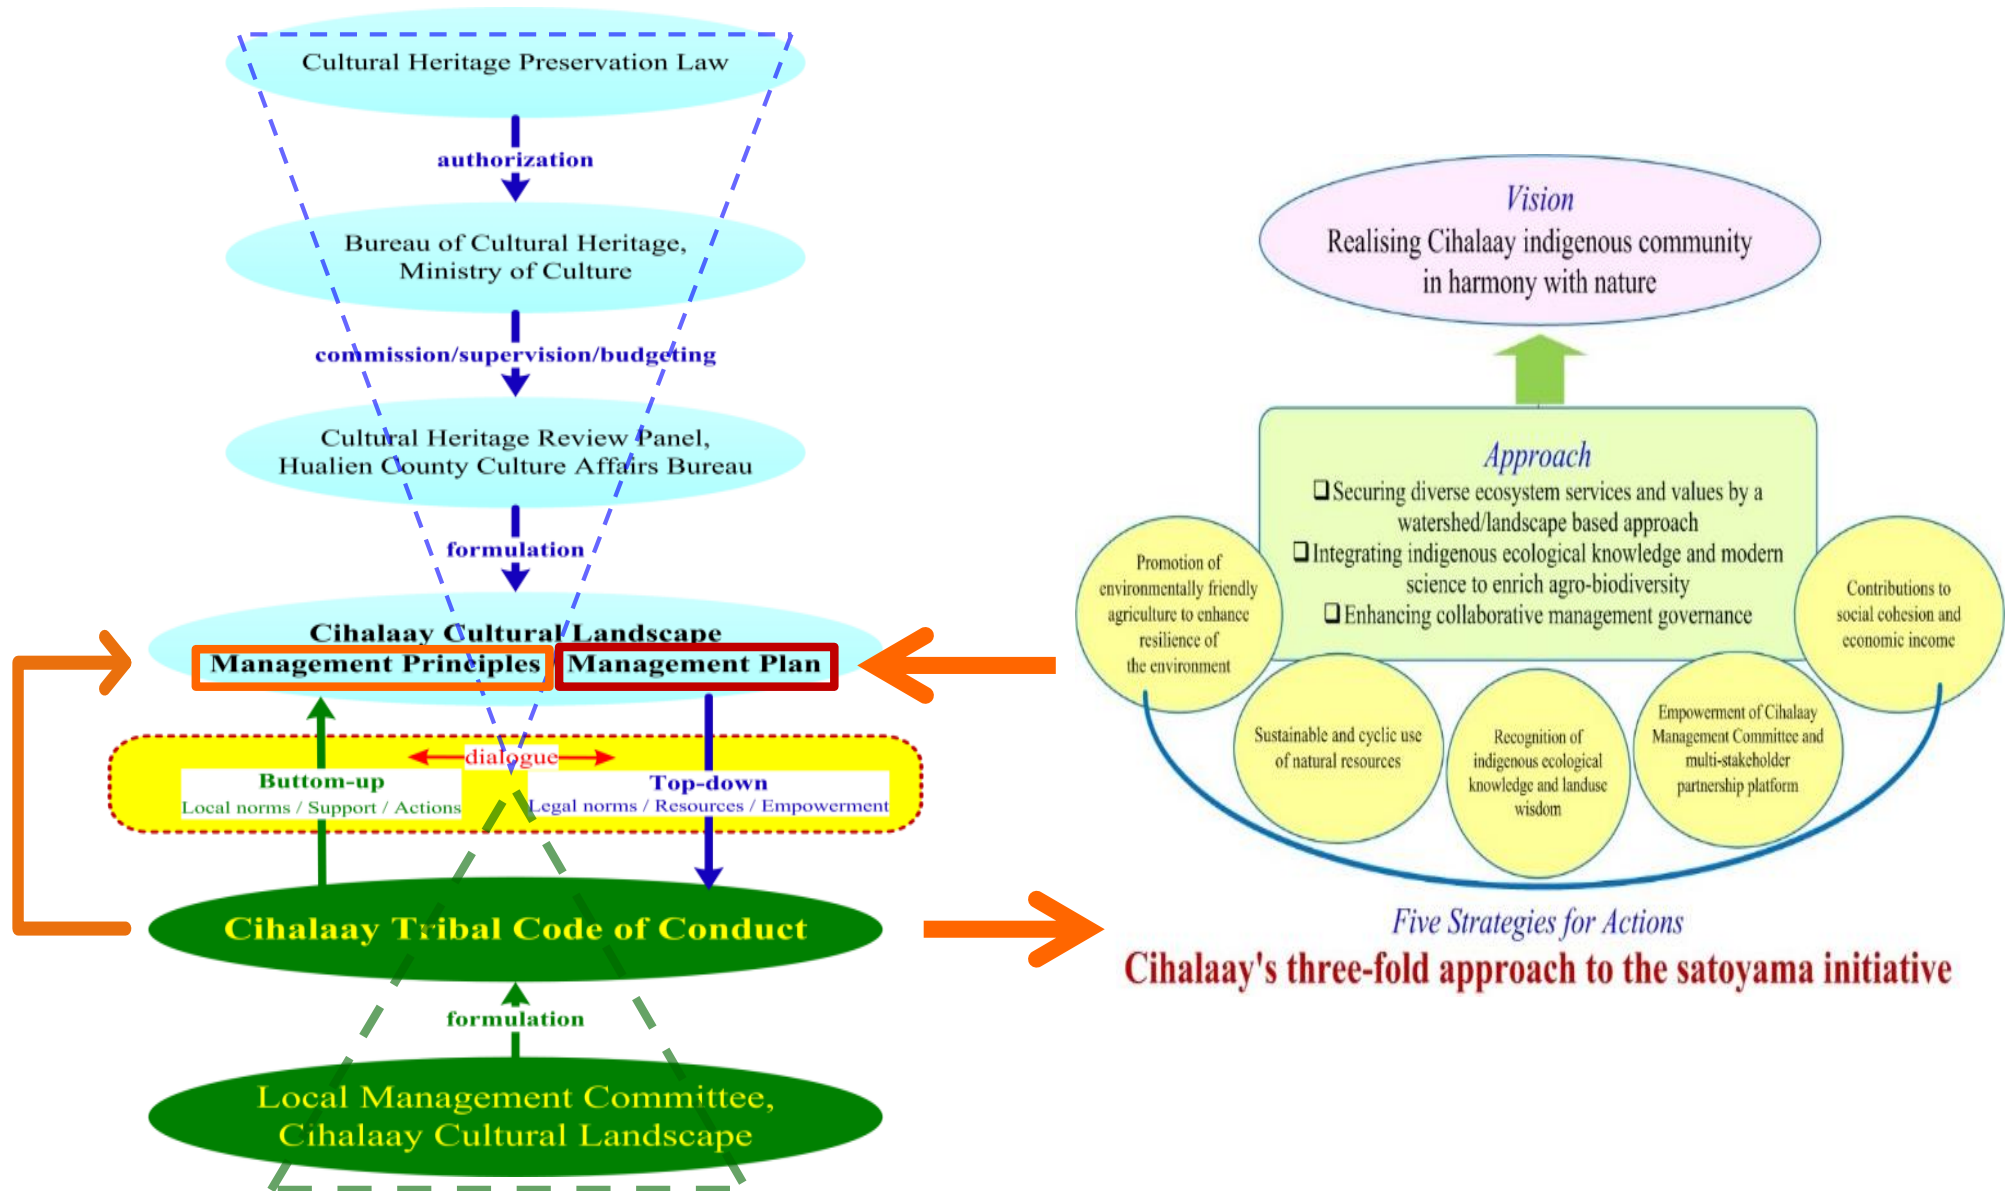 Cultural Heritage Preservation Law
authorization
Bureau of Cultural Heritage,
Ministry of Culture
commission/supervision/budgeting
Cultural Heritage Review Panel,
Hualien County Culture Affairs Bureau
formulation
Cihalaay Cultural Landscape
Management Principles
Management Plan
dialogue
Buttom-up
Local norms / Support / Actions
Top-down
Legal norms / Resources / Empowerment
Cihalaay Tribal Code of Conduct
formulation
Local Management Committee,
Cihalaay Cultural Landscape
Vision
Realising Cihalaay indigenous community
in harmony with nature
Approach
❑Securing diverse ecosystem services and values by a
watershed/landscape based approach
❑Integrating indigenous ecological knowledge and modern
science to enrich agro-biodiversity
❑Enhancing collaborative management governance
Promotion of
environmentally friendly
agriculture to enhance
resilience of
the environment
Sustainable and cyclic use
of natural resources
Recognition of
indigenous ecological
knowledge and landuse
wisdom
Empowerment of Cihalaay
Management Committee and
multi-stakeholder
partnership platform
Contributions to
social cohesion and
economic income
Five Strategies for Actions
Cihalaay's three-fold approach to the satoyama initiative